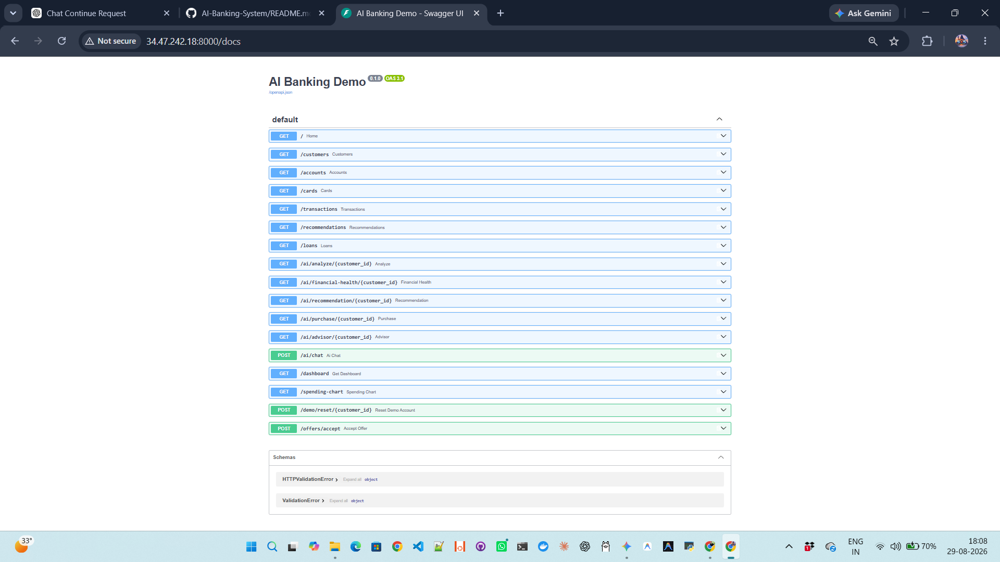 Chat Continue Request
AI-Banking-System/README.m
AI Banking Demo - Swagger UI
Ask Gemini
Not secure
34.47.242.18:8000/docs
AI Banking Demo 0.1.0 OAS 3.1
/openapi.json
default
GET / Home
GET /customers Customers
GET /accounts Accounts
GET /cards Cards
GET /transactions Transactions
GET /recommendations Recommendations
GET /loans Loans
GET /ai/analyze/{customer_id} Analyze
GET /ai/financial-health/{customer_id} Financial Health
GET /ai/recommendation/{customer_id} Recommendation
GET /ai/purchase/{customer_id} Purchase
GET /ai/advisor/{customer_id} Advisor
POST /ai/chat Ai Chat
GET /dashboard Get Dashboard
GET /spending-chart Spending Chart
POST /demo/reset/{customer_id} Reset Demo Account
POST /offers/accept Accept Offer
Schemas
HTTPValidationError Expand all object
ValidationError Expand all object
33°
1
ENG
IN
70%
18:08
29-08-2026